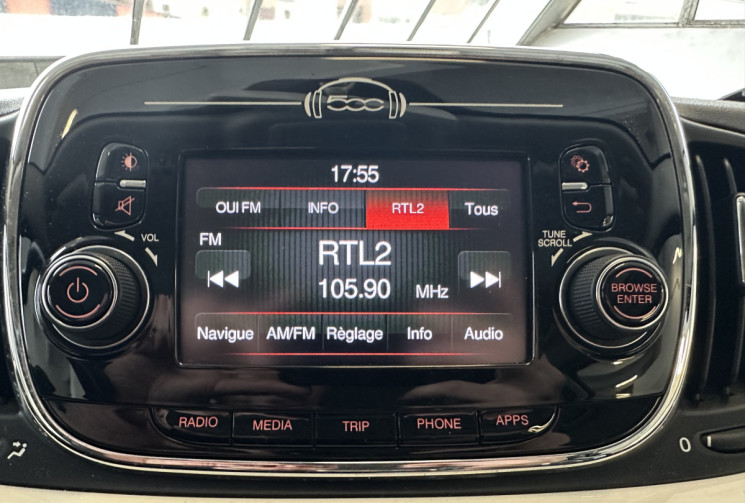 500
17:55
OUI FM INFO RTL2 Tous
VOL
TUNE
SCROLL
FM
RTL2
105.90 MHz
BROWSE
ENTER
Navigue AM/FM Règlage Info Audio
RADIO MEDIA TRIP PHONE APPS
0